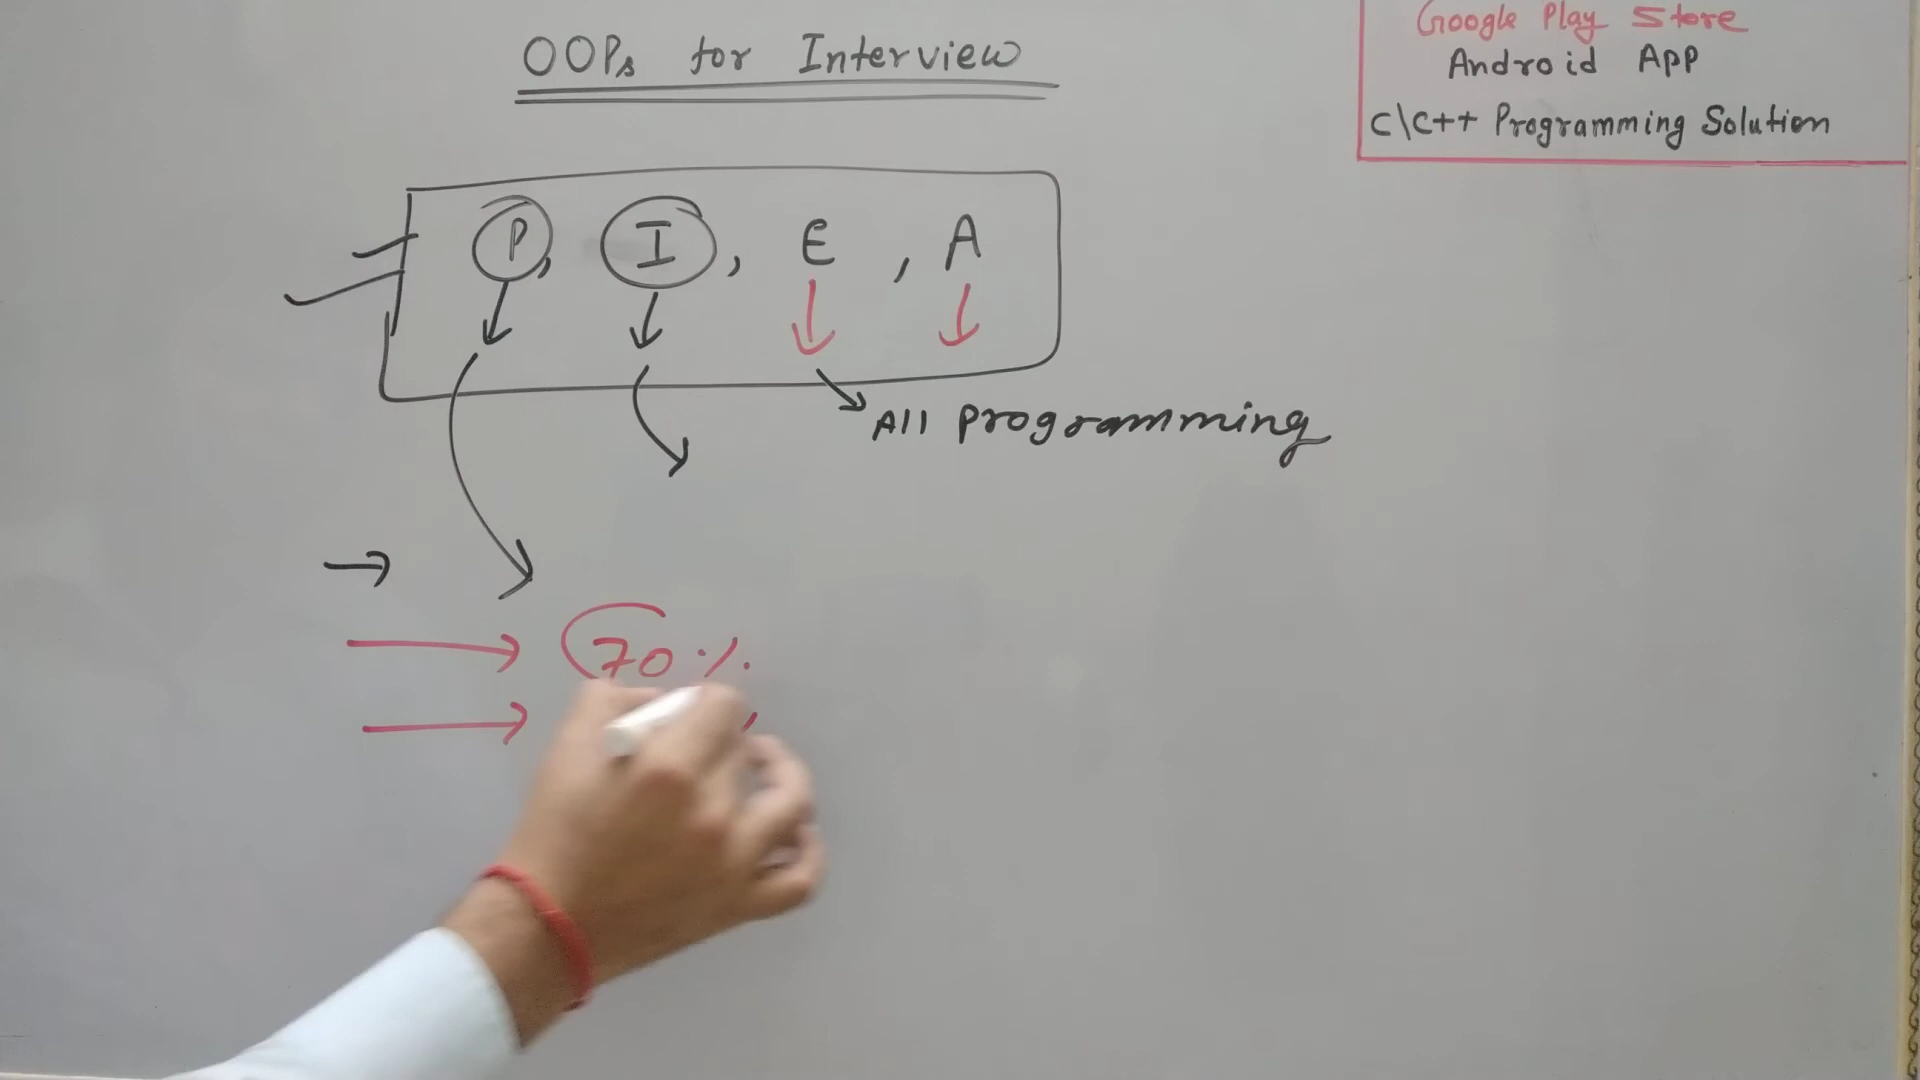 OOPs for Interview
Google Play Store
Android App
C\C++ Programming Solution
P, I, E, A
All Programming
70%